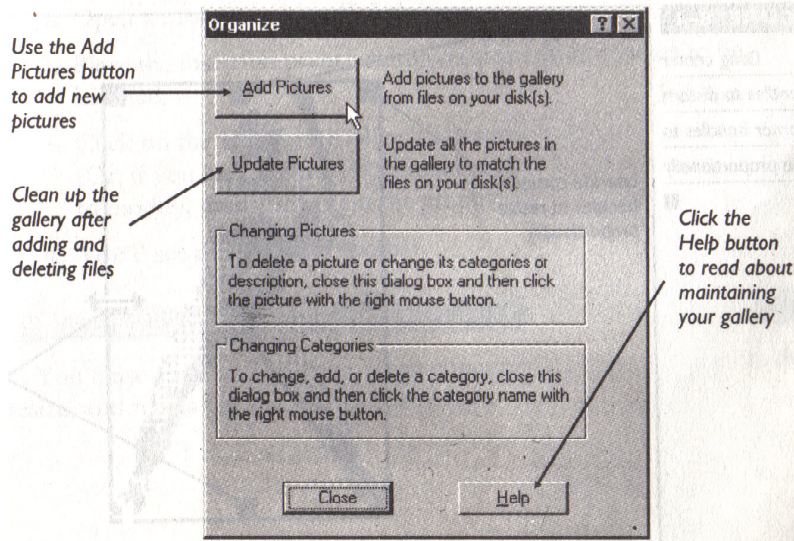 Organize
Use the Add
Pictures button
to add new
pictures
Add Pictures
Add pictures to the gallery
from files on your disk(s).
Update Pictures
Update all the pictures in
the gallery to match the
files on your disk(s).
Clean up the
gallery after
adding and
deleting files
Changing Pictures
To delete a picture or change its categories or
description, close this dialog box and then click
the picture with the right mouse button.
Click the
Help button
to read about
maintaining
your gallery
Changing Categories
To change, add, or delete a category, close this
dialog box and then click the category name with
the right mouse button.
Close
Help